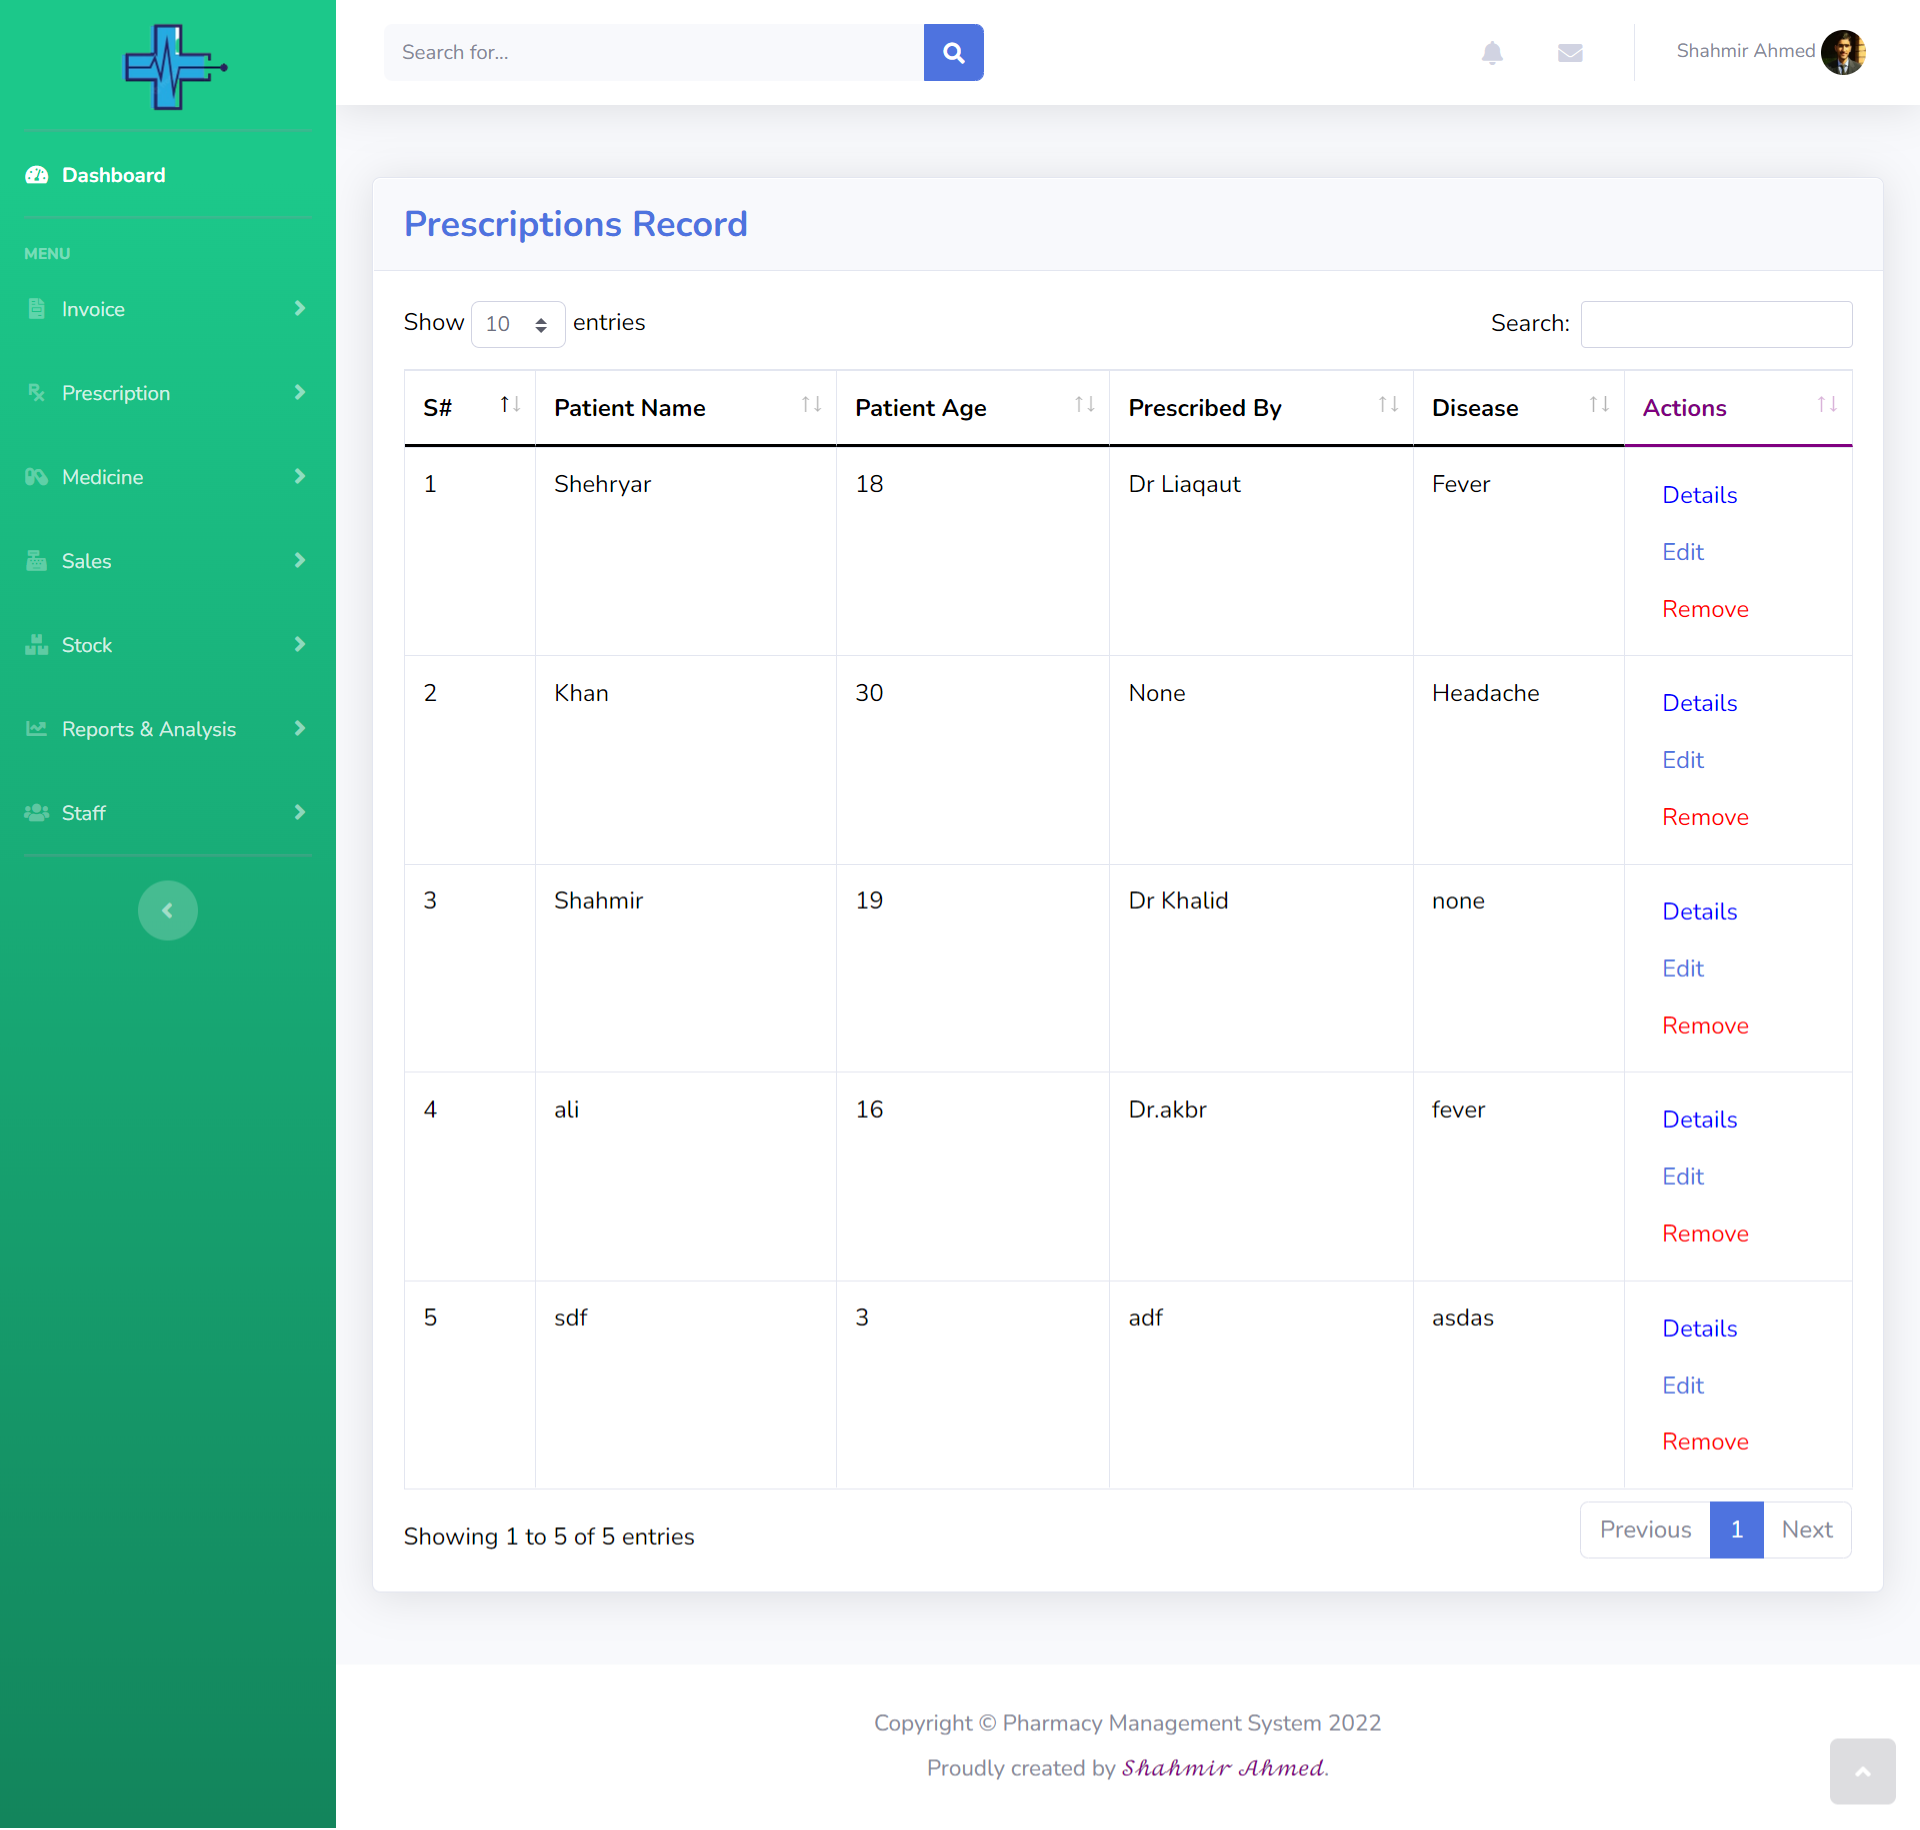 Search for...
Shahmir Ahmed
Dashboard
MENU
Invoice
Prescription
Medicine
Sales
Stock
Reports & Analysis
Staff
Prescriptions Record
Show 10 entries
Search:
S# Patient Name Patient Age Prescribed By Disease Actions
1 Shehryar 18 Dr Liaqaut Fever Details
Edit
Remove
2 Khan 30 None Headache Details
Edit
Remove
3 Shahmir 19 Dr Khalid none Details
Edit
Remove
4 ali 16 Dr.akbr fever Details
Edit
Remove
5 sdf 3 adf asdas Details
Edit
Remove
Showing 1 to 5 of 5 entries
Previous 1 Next
Copyright © Pharmacy Management System 2022
Proudly created by Shahmir Ahmed.